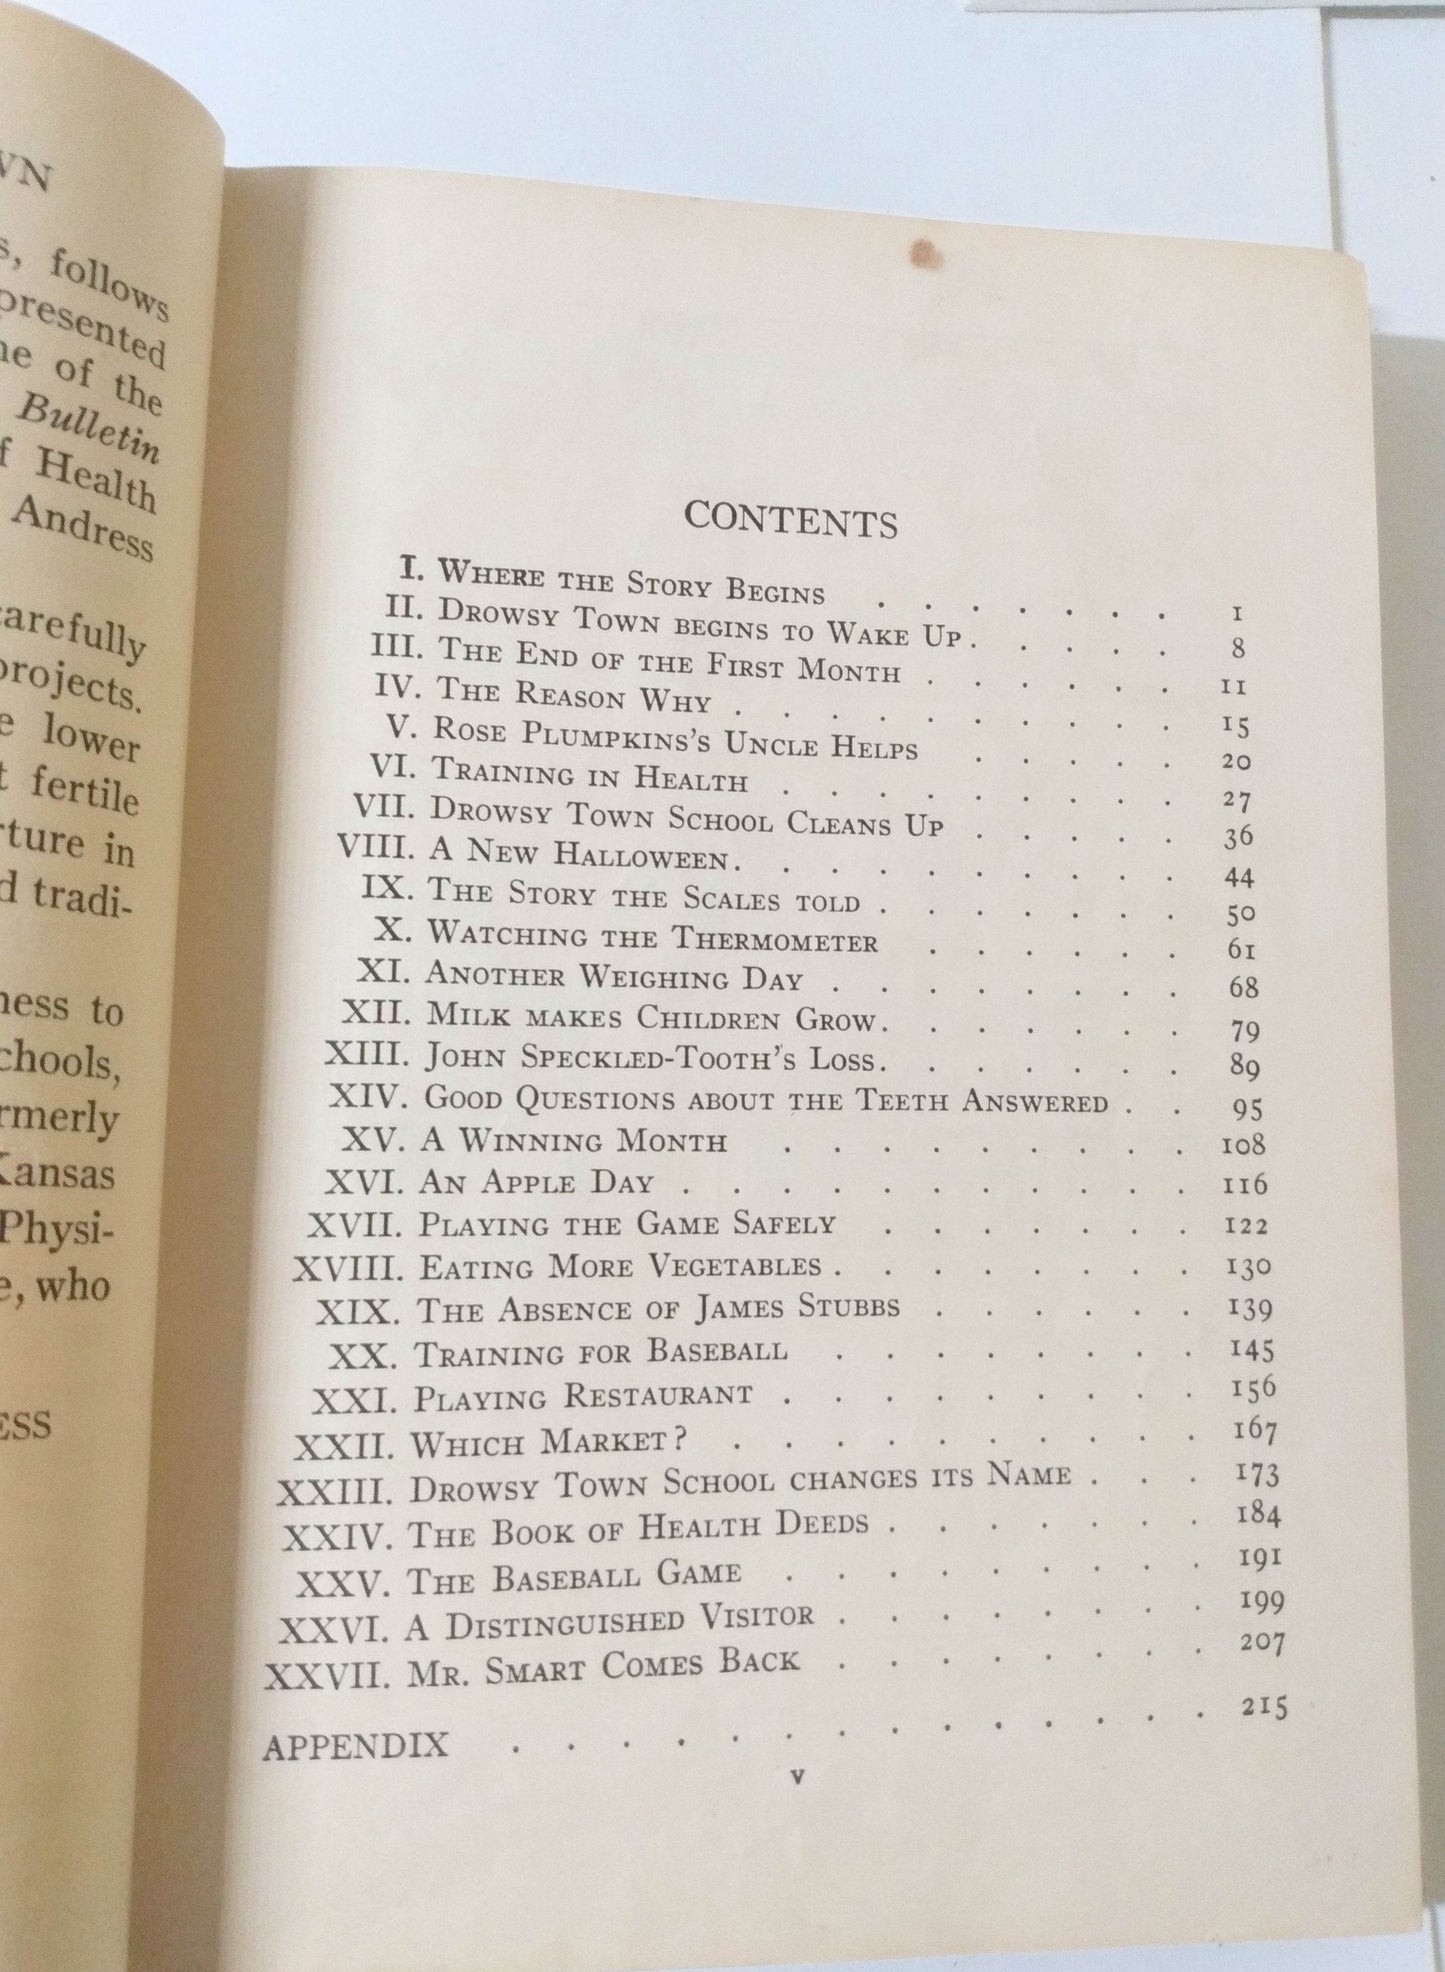 WN
s, follows
presented
of the
Bulletin
f Health
Andress
carefully
projects.
e lower
t fertile
rture in
d tradi-
ness to
chools,
ormerly
Kansas
Physi-
e, who
ESS
CONTENTS
I. WHERE THE STORY BEGINS . . . . . . . 1
II. DROWSY TOWN BEGINS TO WAKE UP . . . . . 8
III. THE END OF THE FIRST MONTH . . . . . . 11
IV. THE REASON WHY . . . . . . . . . . 15
V. ROSE PLUMPKINS'S UNCLE HELPS . . . . . 20
VI. TRAINING IN HEALTH . . . . . . . . . 27
VII. DROWSY TOWN SCHOOL CLEANS UP . . . . . 36
VIII. A NEW HALLOWEEN . . . . . . . . . . 44
IX. THE STORY THE SCALES TOLD . . . . . . . 50
X. WATCHING THE THERMOMETER . . . . . . 61
XI. ANOTHER WEIGHING DAY . . . . . . . . 68
XII. MILK MAKES CHILDREN GROW . . . . . . . 79
XIII. JOHN SPECKLED-TOOTH'S LOSS . . . . . . . 89
XIV. GOOD QUESTIONS ABOUT THE TEETH ANSWERED . . 95
XV. A WINNING MONTH . . . . . . . . . 108
XVI. AN APPLE DAY . . . . . . . . . . . 116
XVII. PLAYING THE GAME SAFELY . . . . . . . 122
XVIII. EATING MORE VEGETABLES . . . . . . . . 130
XIX. THE ABSENCE OF JAMES STUBBS . . . . . . 139
XX. TRAINING FOR BASEBALL . . . . . . . . 145
XXI. PLAYING RESTAURANT . . . . . . . . . 156
XXII. WHICH MARKET? . . . . . . . . . . 167
XXIII. DROWSY TOWN SCHOOL CHANGES ITS NAME . . . 173
XXIV. THE BOOK OF HEALTH DEEDS . . . . . . . 184
XXV. THE BASEBALL GAME . . . . . . . . . 191
XXVI. A DISTINGUISHED VISITOR . . . . . . . . 199
XXVII. MR. SMART COMES BACK . . . . . . . . 207
APPENDIX . . . . . . . . . . . . . . 215
v